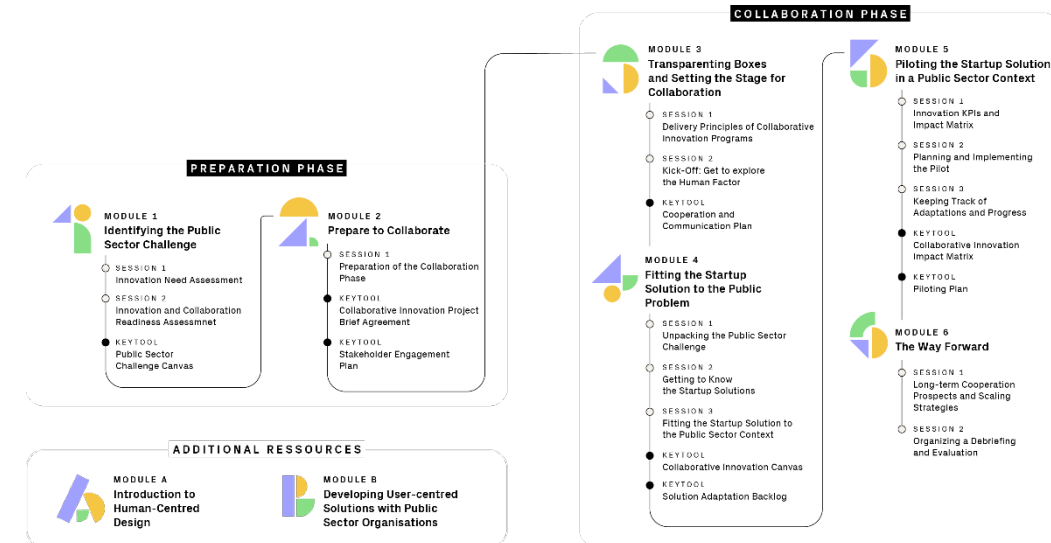 PREPARATION PHASE
MODULE 1
Identifying the Public
Sector Challenge
SESSION 1
Innovation Need Assessment
SESSION 2
Innovation and Collaboration
Readiness Assessmnet
KEYTOOL
Public Sector
Challenge Canvas
MODULE 2
Prepare to Collaborate
SESSION 1
Preparation of the Collaboration
Phase
KEYTOOL
Collaborative Innovation Project
Brief Agreement
KEYTOOL
Stakeholder Engagement
Plan
COLLABORATION PHASE
MODULE 3
Transparenting Boxes
and Setting the Stage for
Collaboration
SESSION 1
Delivery Principles of Collaborative
Innovation Programs
SESSION 2
Kick-Off: Get to explore
the Human Factor
KEYTOOL
Cooperation and
Communication Plan
MODULE 4
Fitting the Startup
Solution to the Public
Problem
SESSION 1
Unpacking the Public Sector
Challenge
SESSION 2
Getting to Know
the Startup Solutions
SESSION 3
Fitting the Startup Solution to
the Public Sector Context
KEYTOOL
Collaborative Innovation Canvas
KEYTOOL
Solution Adaptation Backlog
MODULE 5
Piloting the Startup Solution
in a Public Sector Context
SESSION 1
Innovation KPIs and
Impact Matrix
SESSION 2
Planning and Implementing
the Pilot
SESSION 3
Keeping Track of
Adaptations and Progress
KEYTOOL
Collaborative Innovation
Impact Matrix
KEYTOOL
Piloting Plan
MODULE 6
The Way Forward
SESSION 1
Long-term Cooperation
Prospects and Scaling
Strategies
SESSION 2
Organizing a Debriefing
and Evaluation
ADDITIONAL RESSOURCES
MODULE A
Introduction to
Human-Centred
Design
MODULE B
Developing User-centred
Solutions with Public
Sector Organisations